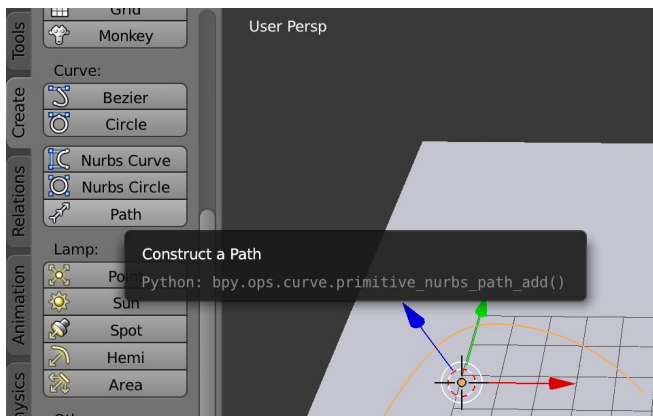 Tools
Create
Relations
Animation
Grid
Monkey
Curve:
Bezier
Circle
Nurbs Curve
Nurbs Circle
Path
Lamp:
Sun
Spot
Hemi
Area
User Persp
Construct a Path
Python: bpy.ops.curve.primitive_nurbs_path_add()